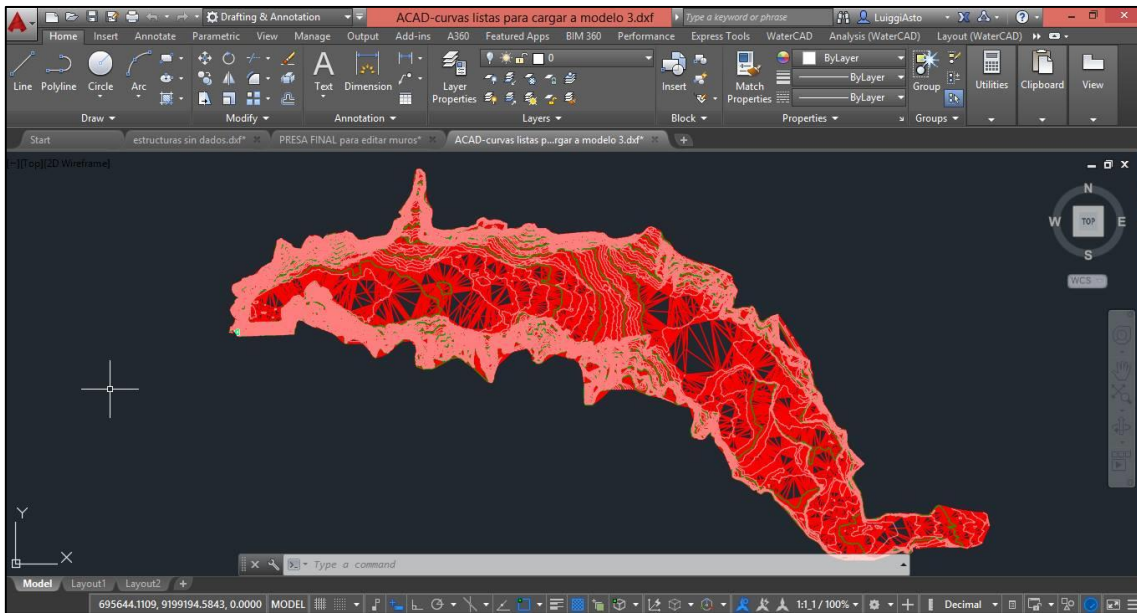 Drafting & Annotation ACAD-curvas listas para cargar a modelo 3.dxf Type a keyword or phrase LuiggiAsto
Home Insert Annotate Parametric View Manage Output Add-ins A360 Featured Apps BIM 360 Performance Express Tools WaterCAD Analysis (WaterCAD) Layout (WaterCAD)
Line Polyline Circle Arc Text Dimension Layer Properties 0 Insert Match Properties ByLayer Group Utilities Clipboard View
ByLayer
ByLayer
Draw Modify Annotation Layers Block Properties Groups
Start estructuras sin dados.dxf* PRESA FINAL para editar muros* ACAD-curvas listas p...rgar a modelo 3.dxf* +
[−][Top][2D Wireframe]
N
W TOP E
S
WCS
Y
X
Type a command
Model Layout1 Layout2 +
695644.1109, 9199194.5843, 0.0000 MODEL 1:1_1 / 100% Decimal